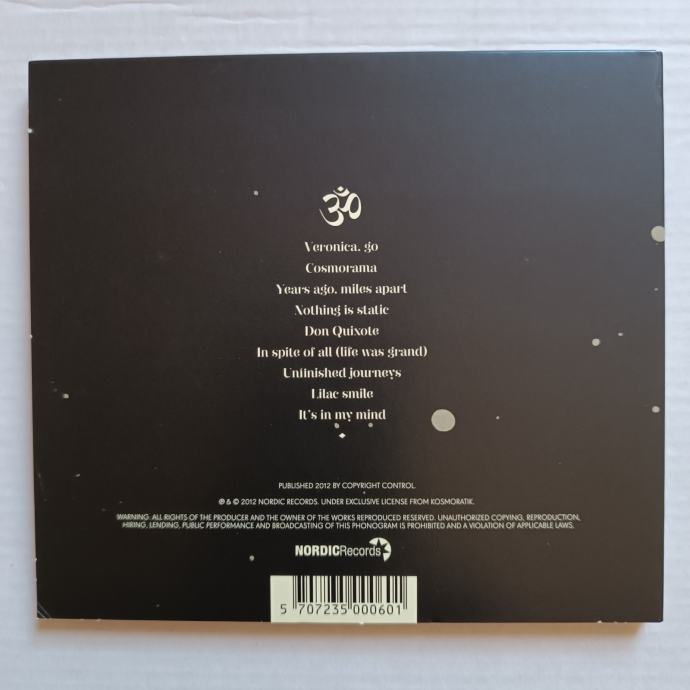 ॐ
Veronica, go
Cosmorama
Years ago, miles apart
Nothing is static
Don Quixote
In spite of all (life was grand)
Unfinished journeys
Lilac smile
It's in my mind
PUBLISHED 2012 BY COPYRIGHT CONTROL.
℗ & © 2012 NORDIC RECORDS. UNDER EXCLUSIVE LICENSE FROM KOSMORATIK.
WARNING: ALL RIGHTS OF THE PRODUCER AND THE OWNER OF THE WORKS REPRODUCED RESERVED. UNAUTHORIZED COPYING, REPRODUCTION,
HIRING, LENDING, PUBLIC PERFORMANCE AND BROADCASTING OF THIS PHONOGRAM IS PROHIBITED AND A VIOLATION OF APPLICABLE LAWS.
NORDICRecords
5 707235 000601